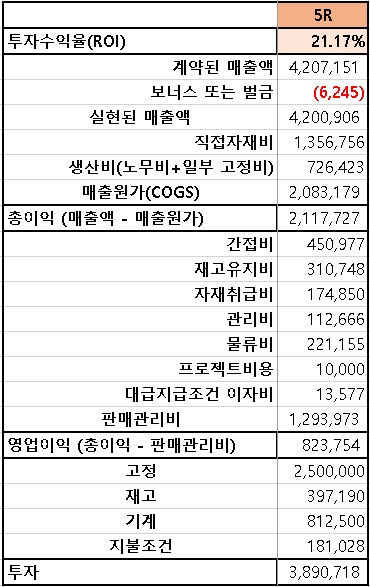 5R
투자수익율(ROI) 21.17%
계약된 매출액 4,207,151
보너스 또는 벌금 (6,245)
실현된 매출액 4,200,906
직접자재비 1,356,756
생산비(노무비+일부 고정비) 726,423
매출원가(COGS) 2,083,179
총이익 (매출액 - 매출원가) 2,117,727
간접비 450,977
재고유지비 310,748
자재취급비 174,850
관리비 112,666
물류비 221,155
프로젝트비용 10,000
대급지급조건 이자비 13,577
판매관리비 1,293,973
영업이익 (총이익 - 판매관리비) 823,754
고정 2,500,000
재고 397,190
기계 812,500
지불조건 181,028
투자 3,890,718